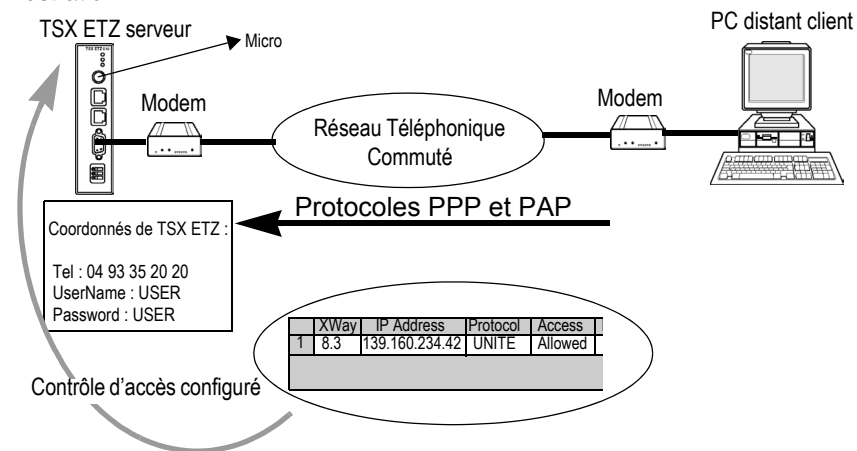 TSX ETZ serveur
PC distant client
TSX ETZ
Micro
Modem
Modem
Réseau Téléphonique
Commuté
Protocoles PPP et PAP
Coordonnés de TSX ETZ :
Tel : 04 93 35 20 20
UserName : USER
Password : USER
XWay IP Address Protocol Access
1 8.3 139.160.234.42 UNITE Allowed
Contrôle d'accès configuré